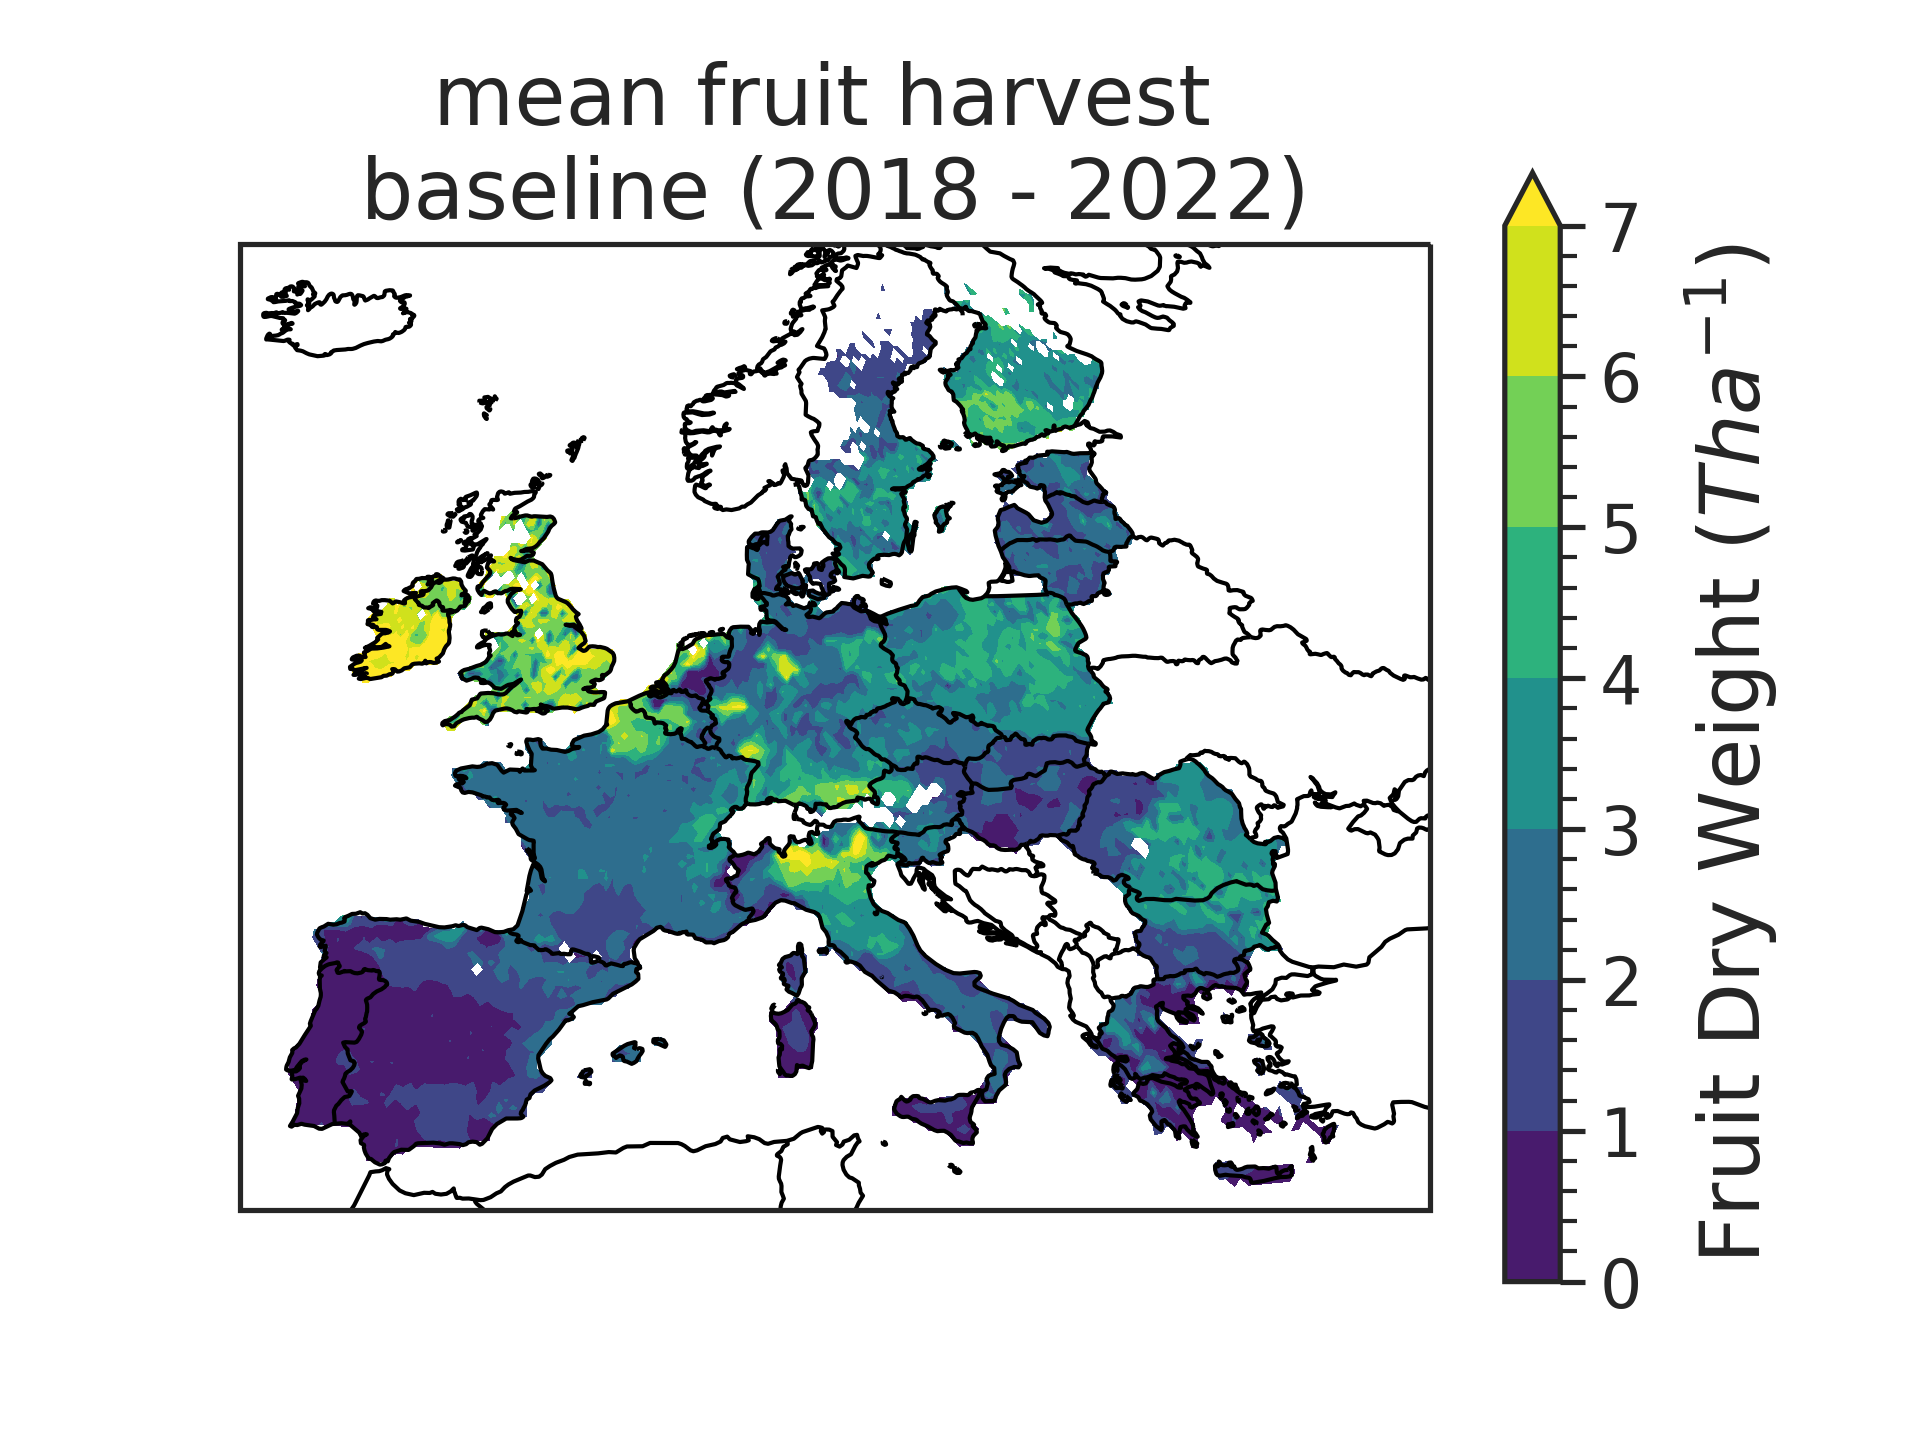 mean fruit harvest
baseline (2018 - 2022)
7
6
5
4
3
2
1
0
Fruit Dry Weight (Tha⁻¹)